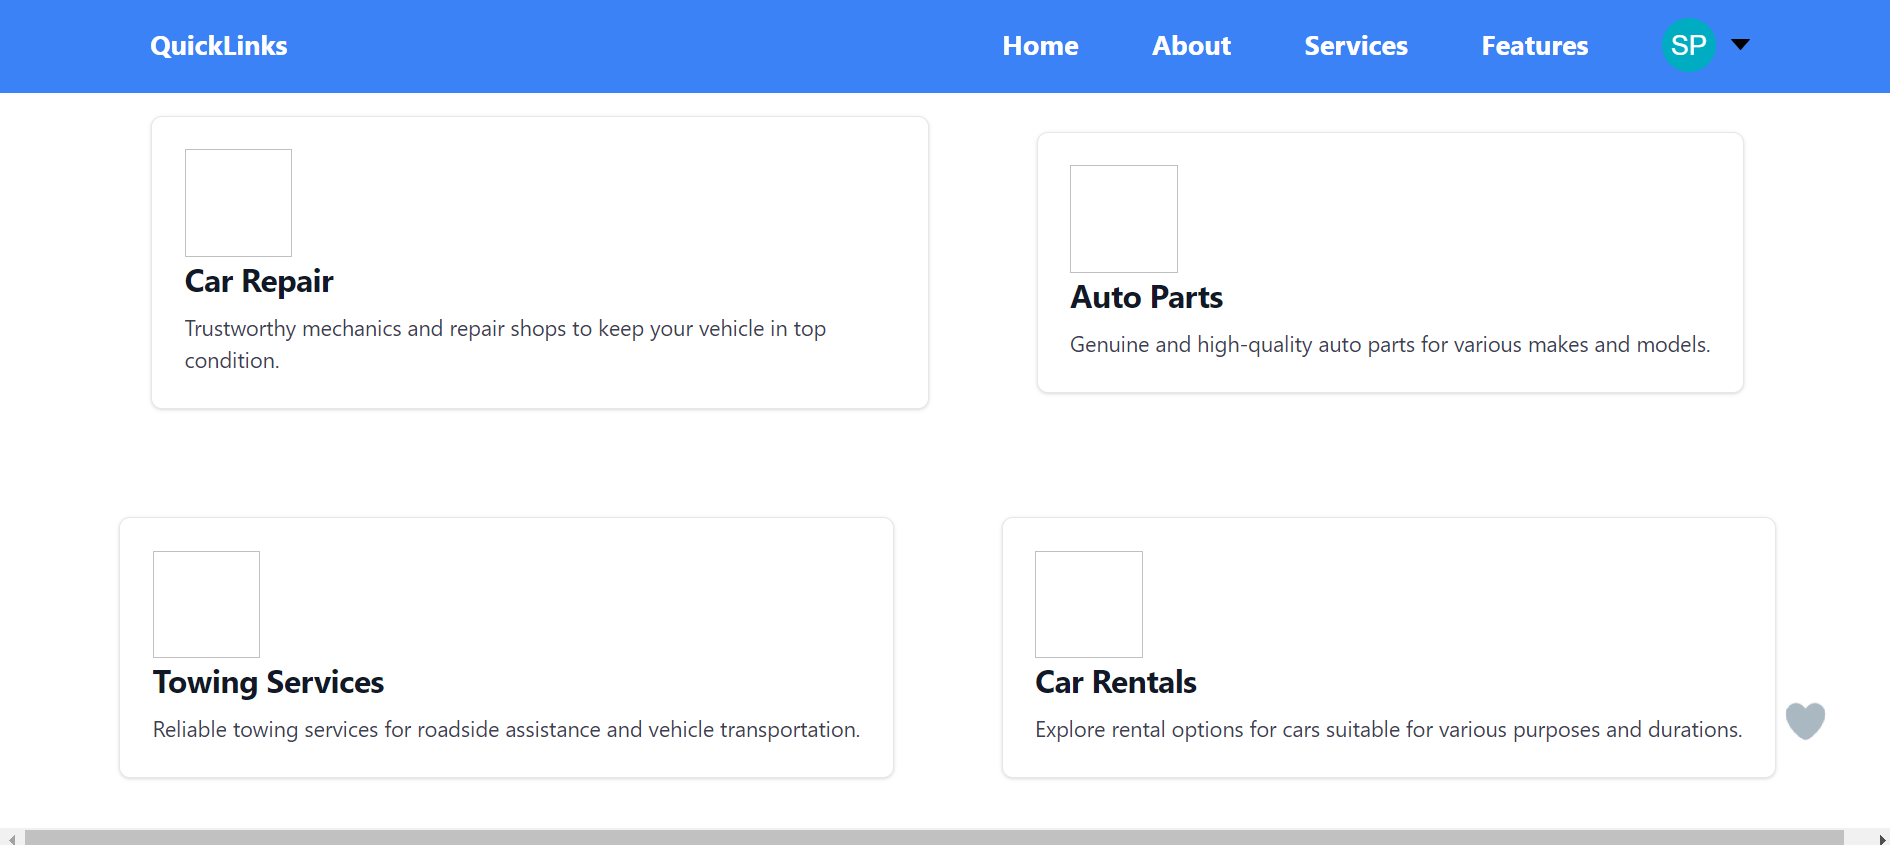 QuickLinks
Home
About
Services
Features
SP
Car Repair
Trustworthy mechanics and repair shops to keep your vehicle in top
condition.
Auto Parts
Genuine and high-quality auto parts for various makes and models.
Towing Services
Reliable towing services for roadside assistance and vehicle transportation.
Car Rentals
Explore rental options for cars suitable for various purposes and durations.